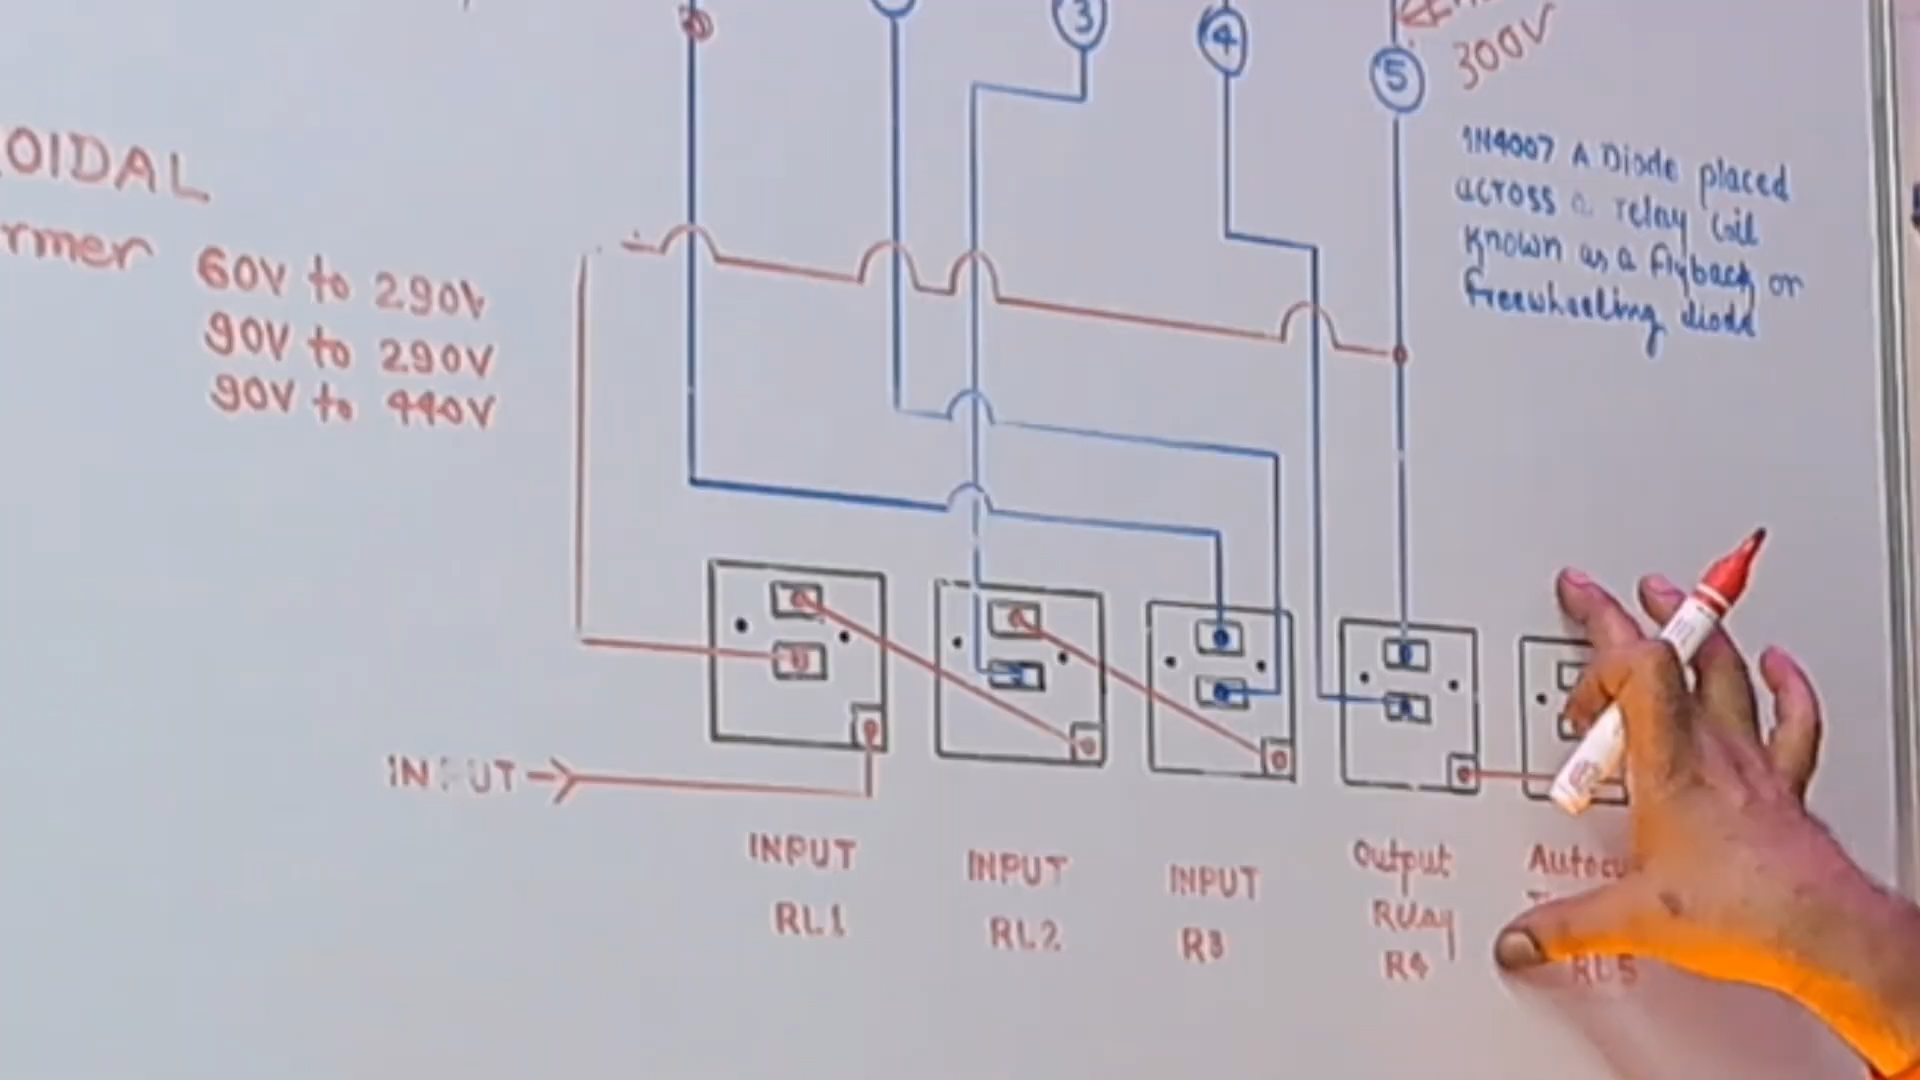 3
4
5
300V
OIDAL
rmer 60V to 290V
90V to 290V
90V to 440V
1N4007 A Diode placed
across a relay Coil
Known as a flyback or
freewheeling diode
INPUT
INPUT
RL1
INPUT
RL2
INPUT
R3
Output
Relay
R4
Autocu
RL5